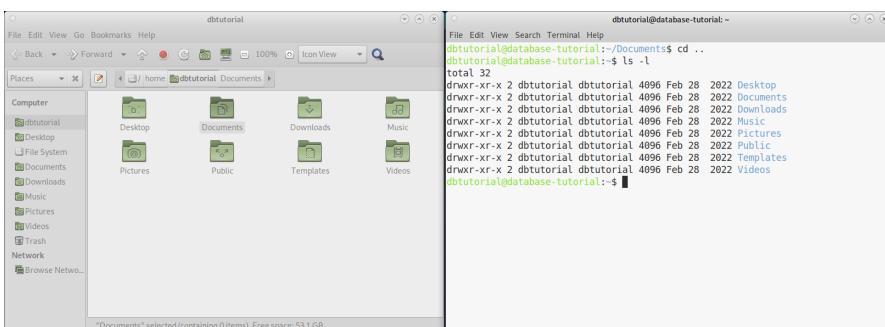 dbtutorial
File Edit View Go Bookmarks Help
Back Forward 100% Icon View
Places / home dbtutorial Documents
Computer
dbtutorial
Desktop
File System
Documents
Downloads
Music
Pictures
Videos
Trash
Network
Browse Netwo...
Desktop Documents Downloads Music
Pictures Public Templates Videos
"Documents" selected (containing 0 items), Free space: 53.1 GB
dbtutorial@database-tutorial: ~
File Edit View Search Terminal Help
dbtutorial@database-tutorial:~/Documents$ cd ..
dbtutorial@database-tutorial:~$ ls -l
total 32
drwxr-xr-x 2 dbtutorial dbtutorial 4096 Feb 28 2022 Desktop
drwxr-xr-x 2 dbtutorial dbtutorial 4096 Feb 28 2022 Documents
drwxr-xr-x 2 dbtutorial dbtutorial 4096 Feb 28 2022 Downloads
drwxr-xr-x 2 dbtutorial dbtutorial 4096 Feb 28 2022 Music
drwxr-xr-x 2 dbtutorial dbtutorial 4096 Feb 28 2022 Pictures
drwxr-xr-x 2 dbtutorial dbtutorial 4096 Feb 28 2022 Public
drwxr-xr-x 2 dbtutorial dbtutorial 4096 Feb 28 2022 Templates
drwxr-xr-x 2 dbtutorial dbtutorial 4096 Feb 28 2022 Videos
dbtutorial@database-tutorial:~$